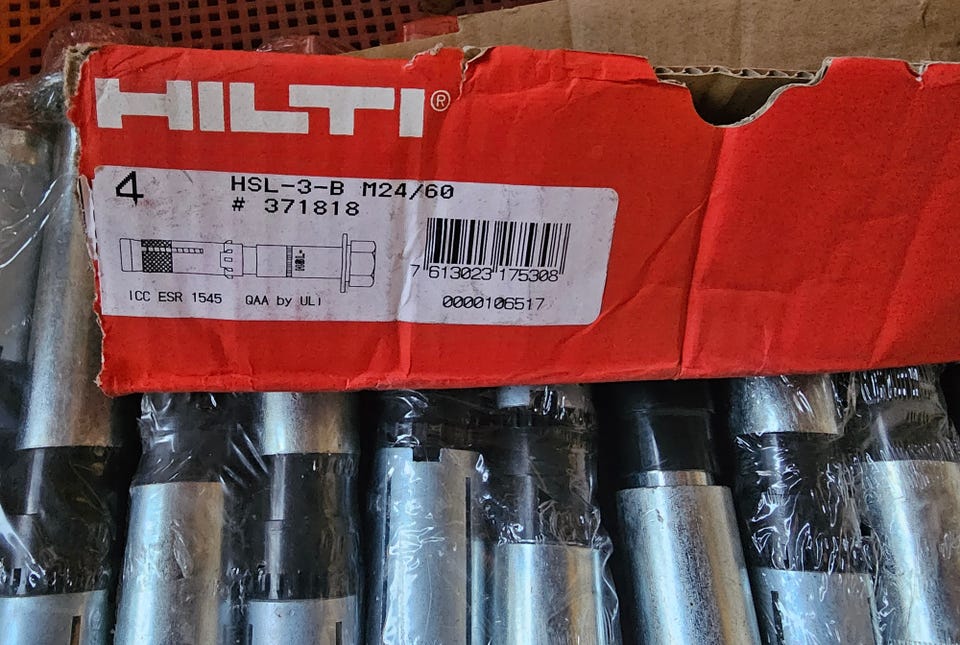 HILTI®
4
HSL-3-B M24/60
# 371818
7 613023 175308
ICC ESR 1545 QAA by ULI
0000106517